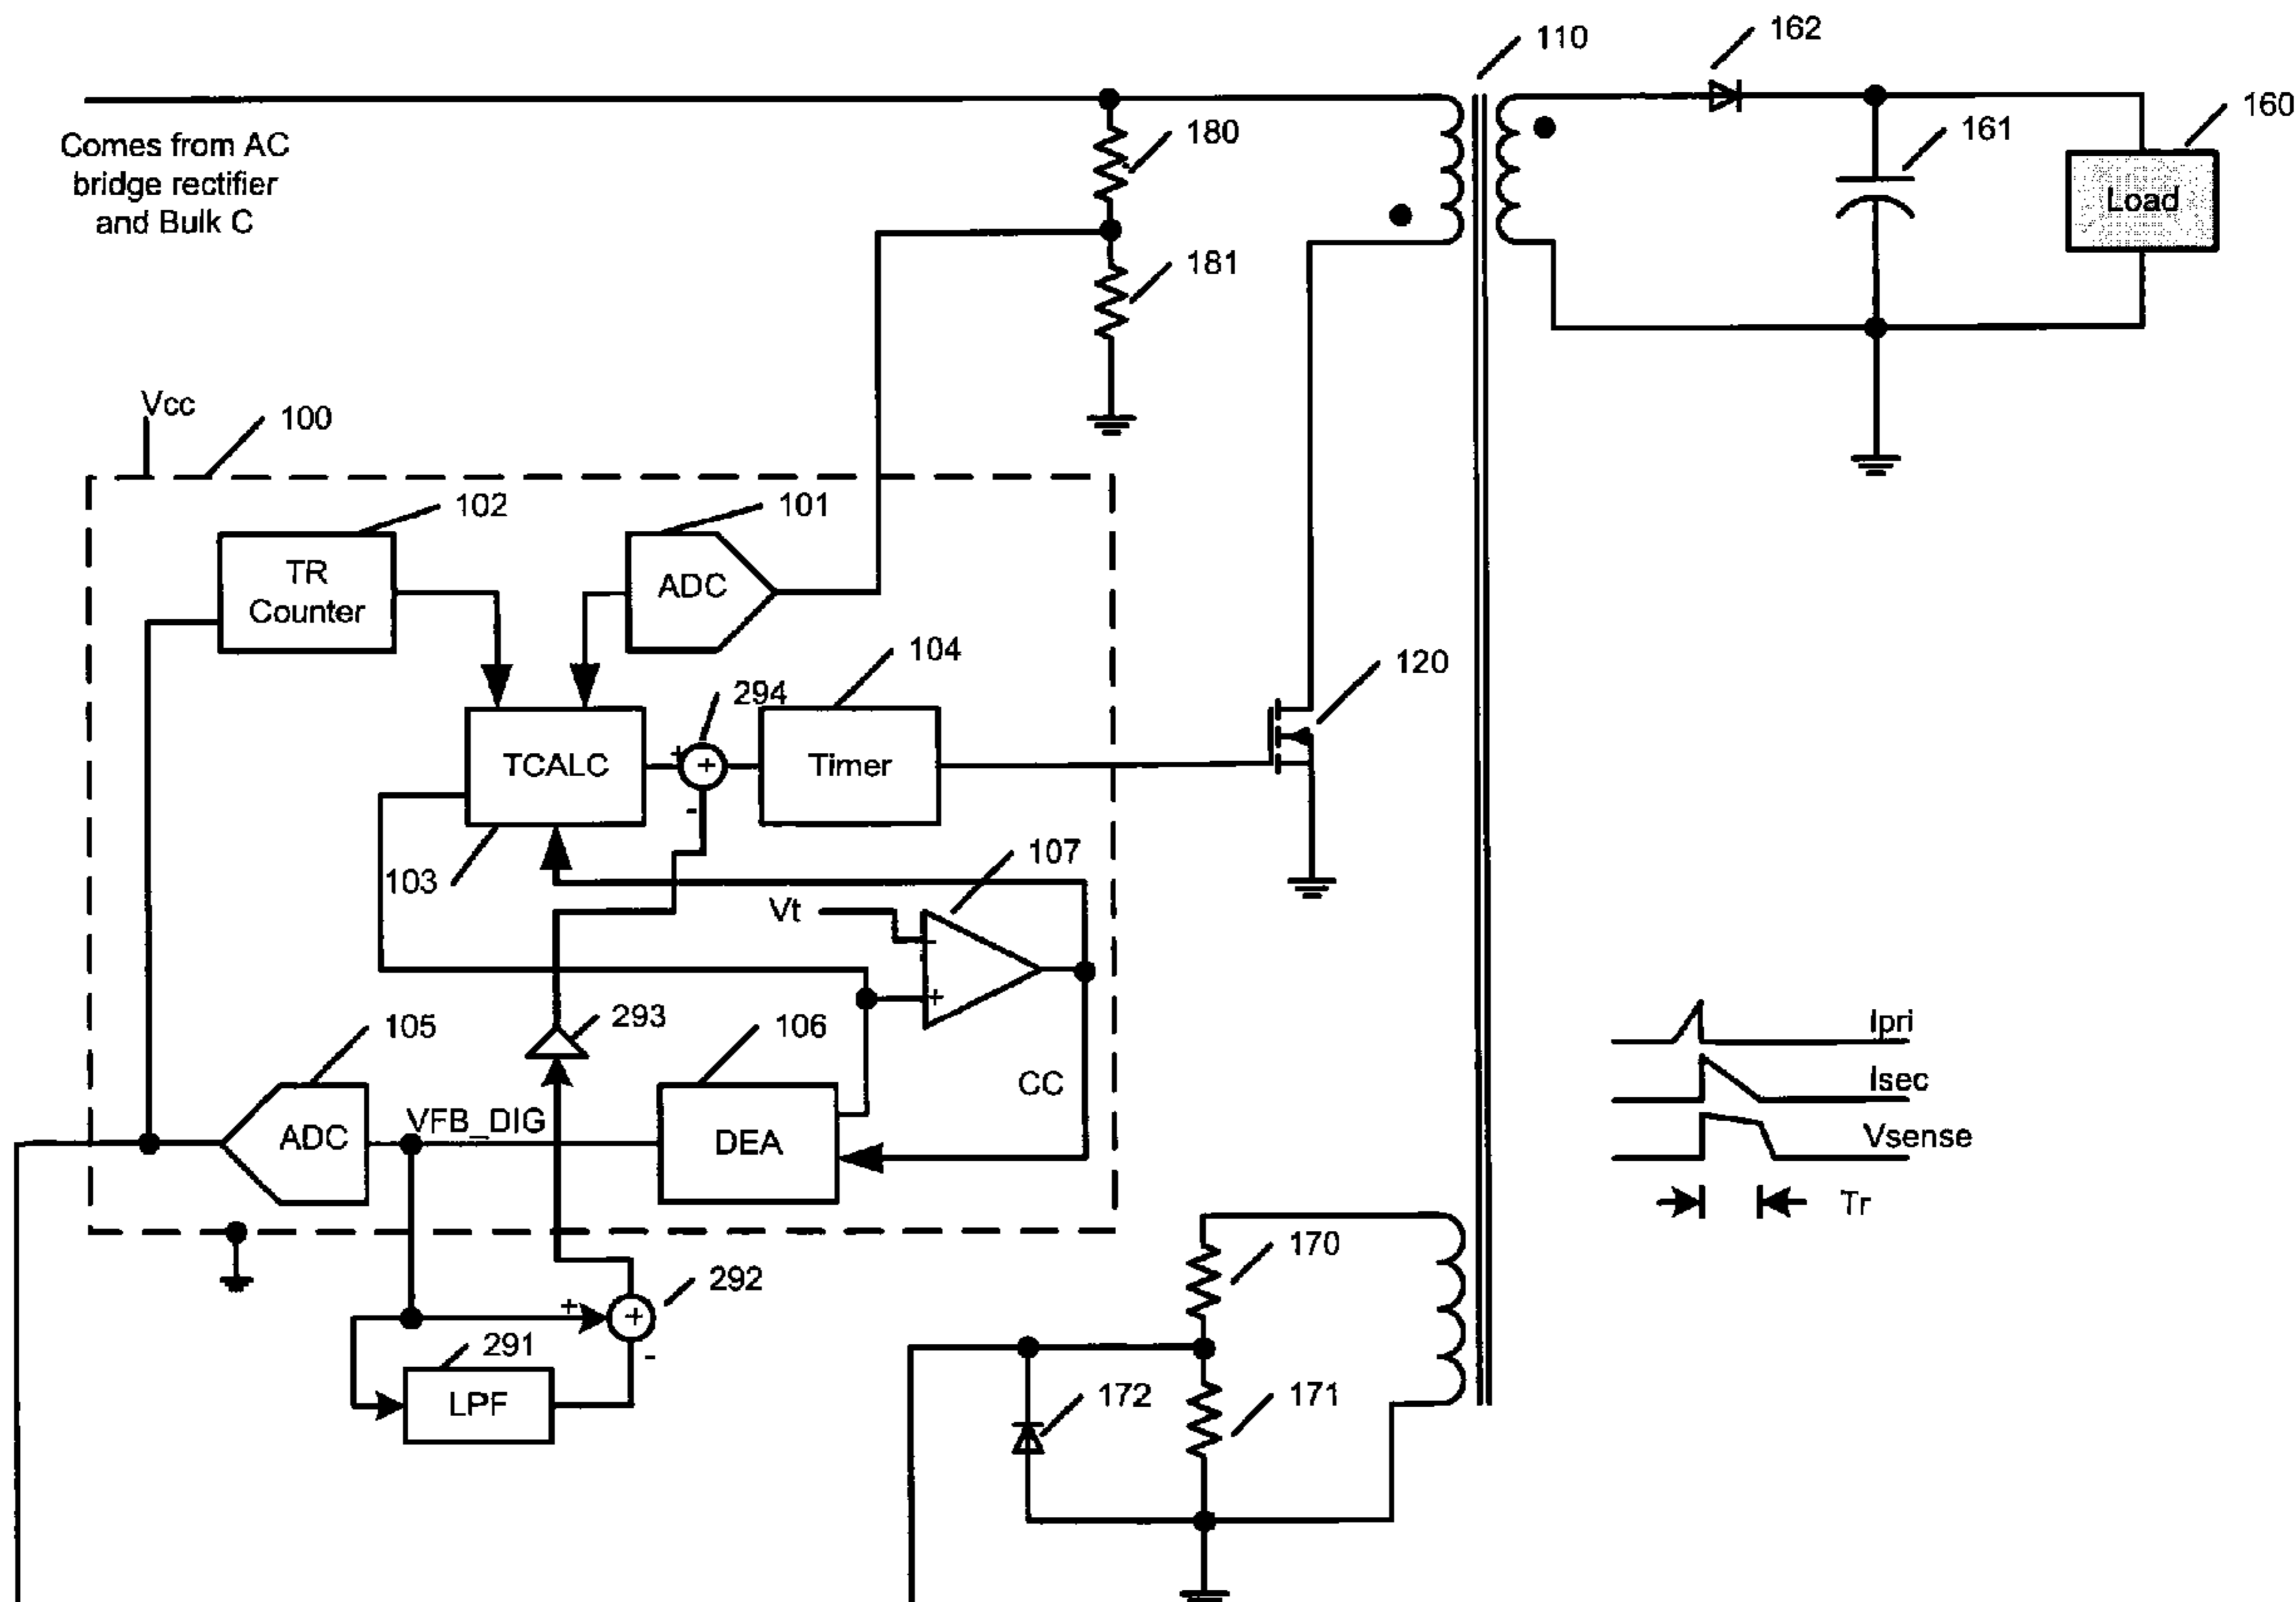 110
162
160
Comes from AC
bridge rectifier
and Bulk C
180
161
Load
181
Vcc
100
102
101
TR
Counter
ADC
104
120
294
TCALC
+
+
Timer
-
103
107
Vt
-
+
105
293
106
Ipri
CC
Isec
ADC
VFB_DIG
DEA
Vsense
Tr
170
292
+
+
291
-
LPF
172
171